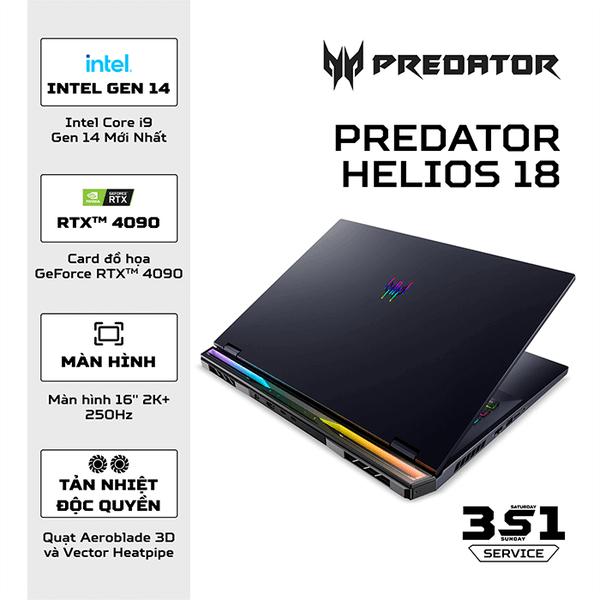 intel.
INTEL GEN 14
Intel Core i9
Gen 14 Mới Nhất
NVIDIA
GEFORCE
RTX
RTX™ 4090
Card đồ họa
GeForce RTX™ 4090
MÀN HÌNH
Màn hình 16" 2K+
250Hz
TẢN NHIỆT
ĐỘC QUYỀN
Quạt Aeroblade 3D
và Vector Heatpipe
PREDATOR
PREDATOR
HELIOS 18
SATURDAY
3S1
SUNDAY
SERVICE